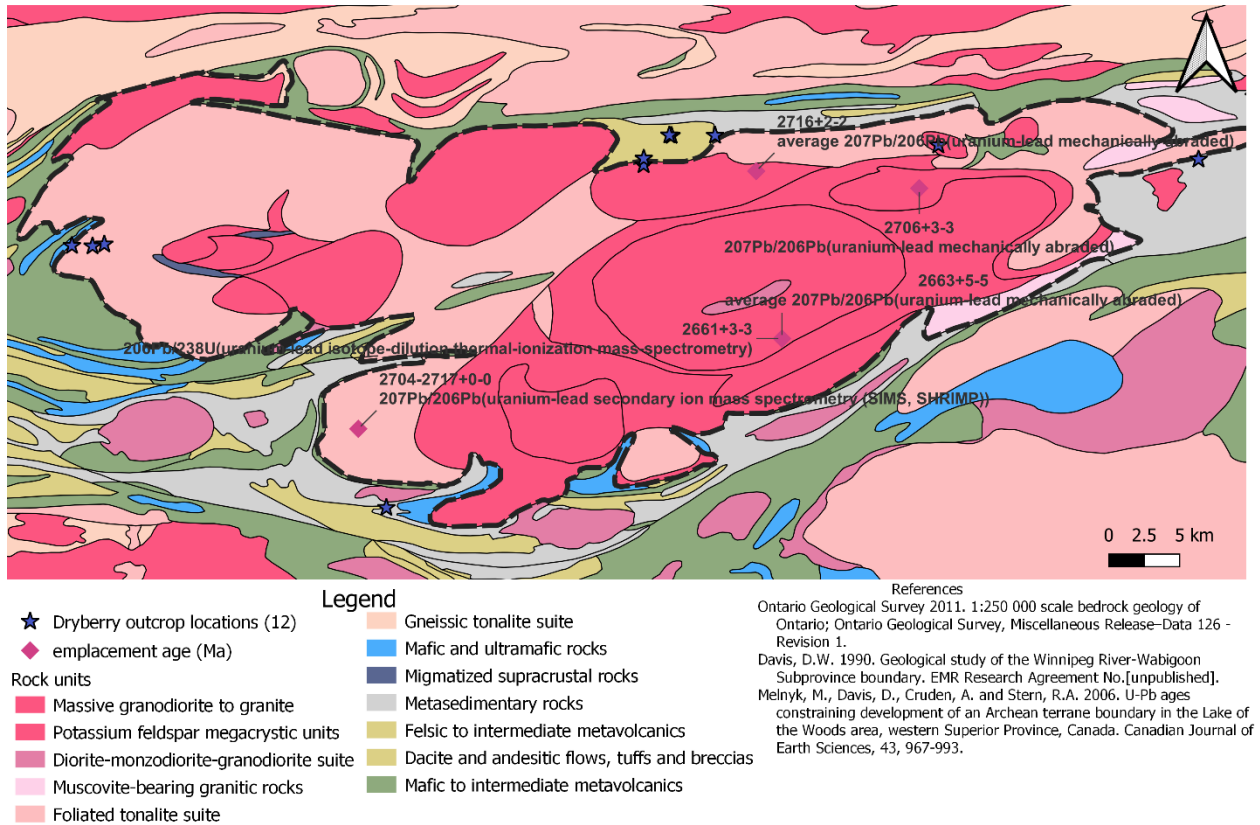 2716+2-2
average 207Pb/206Pb(uranium-lead mechanically abraded)
2706+3-3
207Pb/206Pb(uranium-lead mechanically abraded)
2663+5-5
average 207Pb/206Pb(uranium-lead mechanically abraded)
2661+3-3
206Pb/238U(uranium-lead isotope-dilution thermal-ionization mass-spectrometry)
2704-2717+0-0
207Pb/206Pb(uranium-lead secondary ion mass spectrometry (SIMS, SHRIMP))
0 2.5 5 km
Legend
Dryberry outcrop locations (12)
emplacement age (Ma)
Rock units
Massive granodiorite to granite
Potassium feldspar megacrystic units
Diorite-monzodiorite-granodiorite suite
Muscovite-bearing granitic rocks
Foliated tonalite suite
Gneissic tonalite suite
Mafic and ultramafic rocks
Migmatized supracrustal rocks
Metasedimentary rocks
Felsic to intermediate metavolcanics
Dacite and andesitic flows, tuffs and breccias
Mafic to intermediate metavolcanics
References
Ontario Geological Survey 2011. 1:250 000 scale bedrock geology of
Ontario; Ontario Geological Survey, Miscellaneous Release–Data 126 -
Revision 1.
Davis, D.W. 1990. Geological study of the Winnipeg River-Wabigoon
Subprovince boundary. EMR Research Agreement No.[unpublished].
Melnyk, M., Davis, D., Cruden, A. and Stern, R.A. 2006. U-Pb ages
constraining development of an Archean terrane boundary in the Lake of
the Woods area, western Superior Province, Canada. Canadian Journal of
Earth Sciences, 43, 967-993.